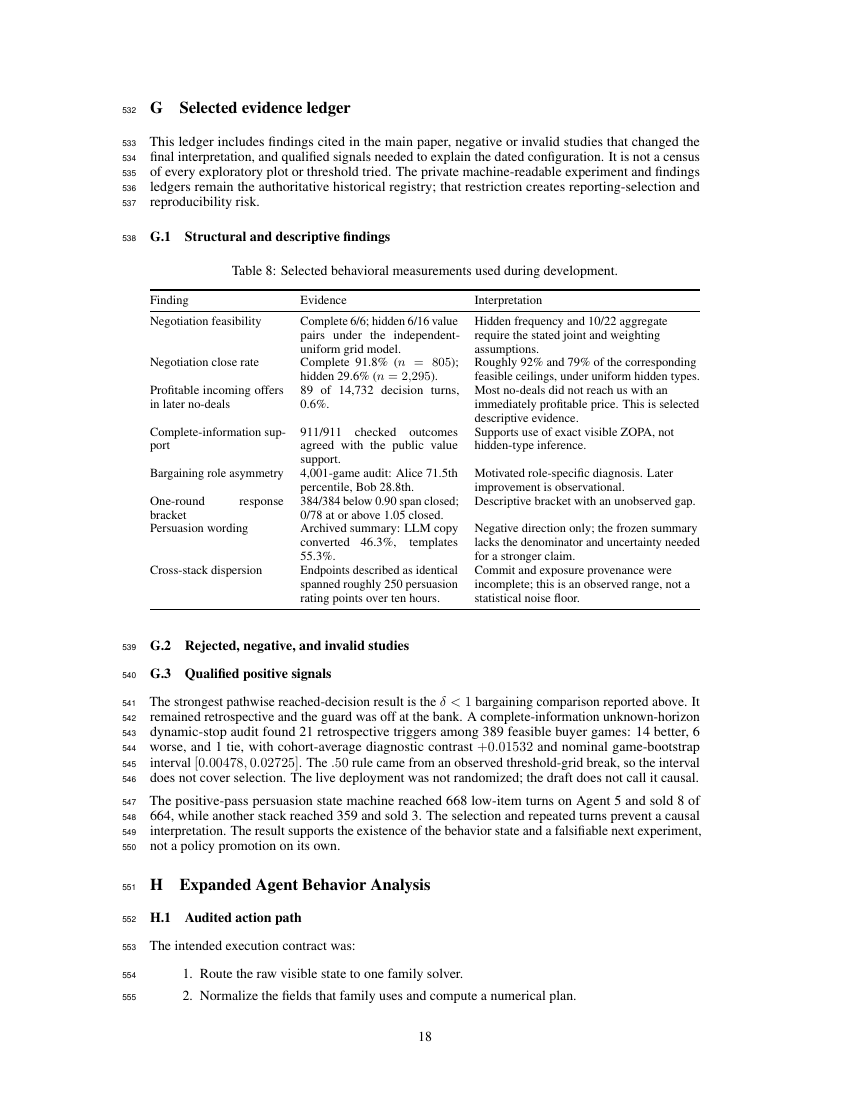 532 G Selected evidence ledger
533 This ledger includes findings cited in the main paper, negative or invalid studies that changed the
534 final interpretation, and qualified signals needed to explain the dated configuration. It is not a census
535 of every exploratory plot or threshold tried. The private machine-readable experiment and findings
536 ledgers remain the authoritative historical registry; that restriction creates reporting-selection and
537 reproducibility risk.
538 G.1 Structural and descriptive findings
Table 8: Selected behavioral measurements used during development.
Finding Evidence Interpretation
Negotiation feasibility Complete 6/6; hidden 6/16 value Hidden frequency and 10/22 aggregate
pairs under the independent- require the stated joint and weighting
uniform grid model. assumptions.
Negotiation close rate Complete 91.8% (n = 805); Roughly 92% and 79% of the corresponding
hidden 29.6% (n = 2,295). feasible ceilings, under uniform hidden types.
Profitable incoming offers 89 of 14,732 decision turns, Most no-deals did not reach us with an
in later no-deals 0.6%. immediately profitable price. This is selected
descriptive evidence.
Complete-information sup- 911/911 checked outcomes Supports use of exact visible ZOPA, not
port agreed with the public value hidden-type inference.
support.
Bargaining role asymmetry 4,001-game audit: Alice 71.5th Motivated role-specific diagnosis. Later
percentile, Bob 28.8th. improvement is observational.
One-round response 384/384 below 0.90 span closed; Descriptive bracket with an unobserved gap.
bracket 0/78 at or above 1.05 closed.
Persuasion wording Archived summary: LLM copy Negative direction only; the frozen summary
converted 46.3%, templates lacks the denominator and uncertainty needed
55.3%. for a stronger claim.
Cross-stack dispersion Endpoints described as identical Commit and exposure provenance were
spanned roughly 250 persuasion incomplete; this is an observed range, not a
rating points over ten hours. statistical noise floor.
539 G.2 Rejected, negative, and invalid studies
540 G.3 Qualified positive signals
541 The strongest pathwise reached-decision result is the δ < 1 bargaining comparison reported above. It
542 remained retrospective and the guard was off at the bank. A complete-information unknown-horizon
543 dynamic-stop audit found 21 retrospective triggers among 389 feasible buyer games: 14 better, 6
544 worse, and 1 tie, with cohort-average diagnostic contrast +0.01532 and nominal game-bootstrap
545 interval [0.00478, 0.02725]. The .50 rule came from an observed threshold-grid break, so the interval
546 does not cover selection. The live deployment was not randomized; the draft does not call it causal.
547 The positive-pass persuasion state machine reached 668 low-item turns on Agent 5 and sold 8 of
548 664, while another stack reached 359 and sold 3. The selection and repeated turns prevent a causal
549 interpretation. The result supports the existence of the behavior state and a falsifiable next experiment,
550 not a policy promotion on its own.
551 H Expanded Agent Behavior Analysis
552 H.1 Audited action path
553 The intended execution contract was:
554 1. Route the raw visible state to one family solver.
555 2. Normalize the fields that family uses and compute a numerical plan.
18